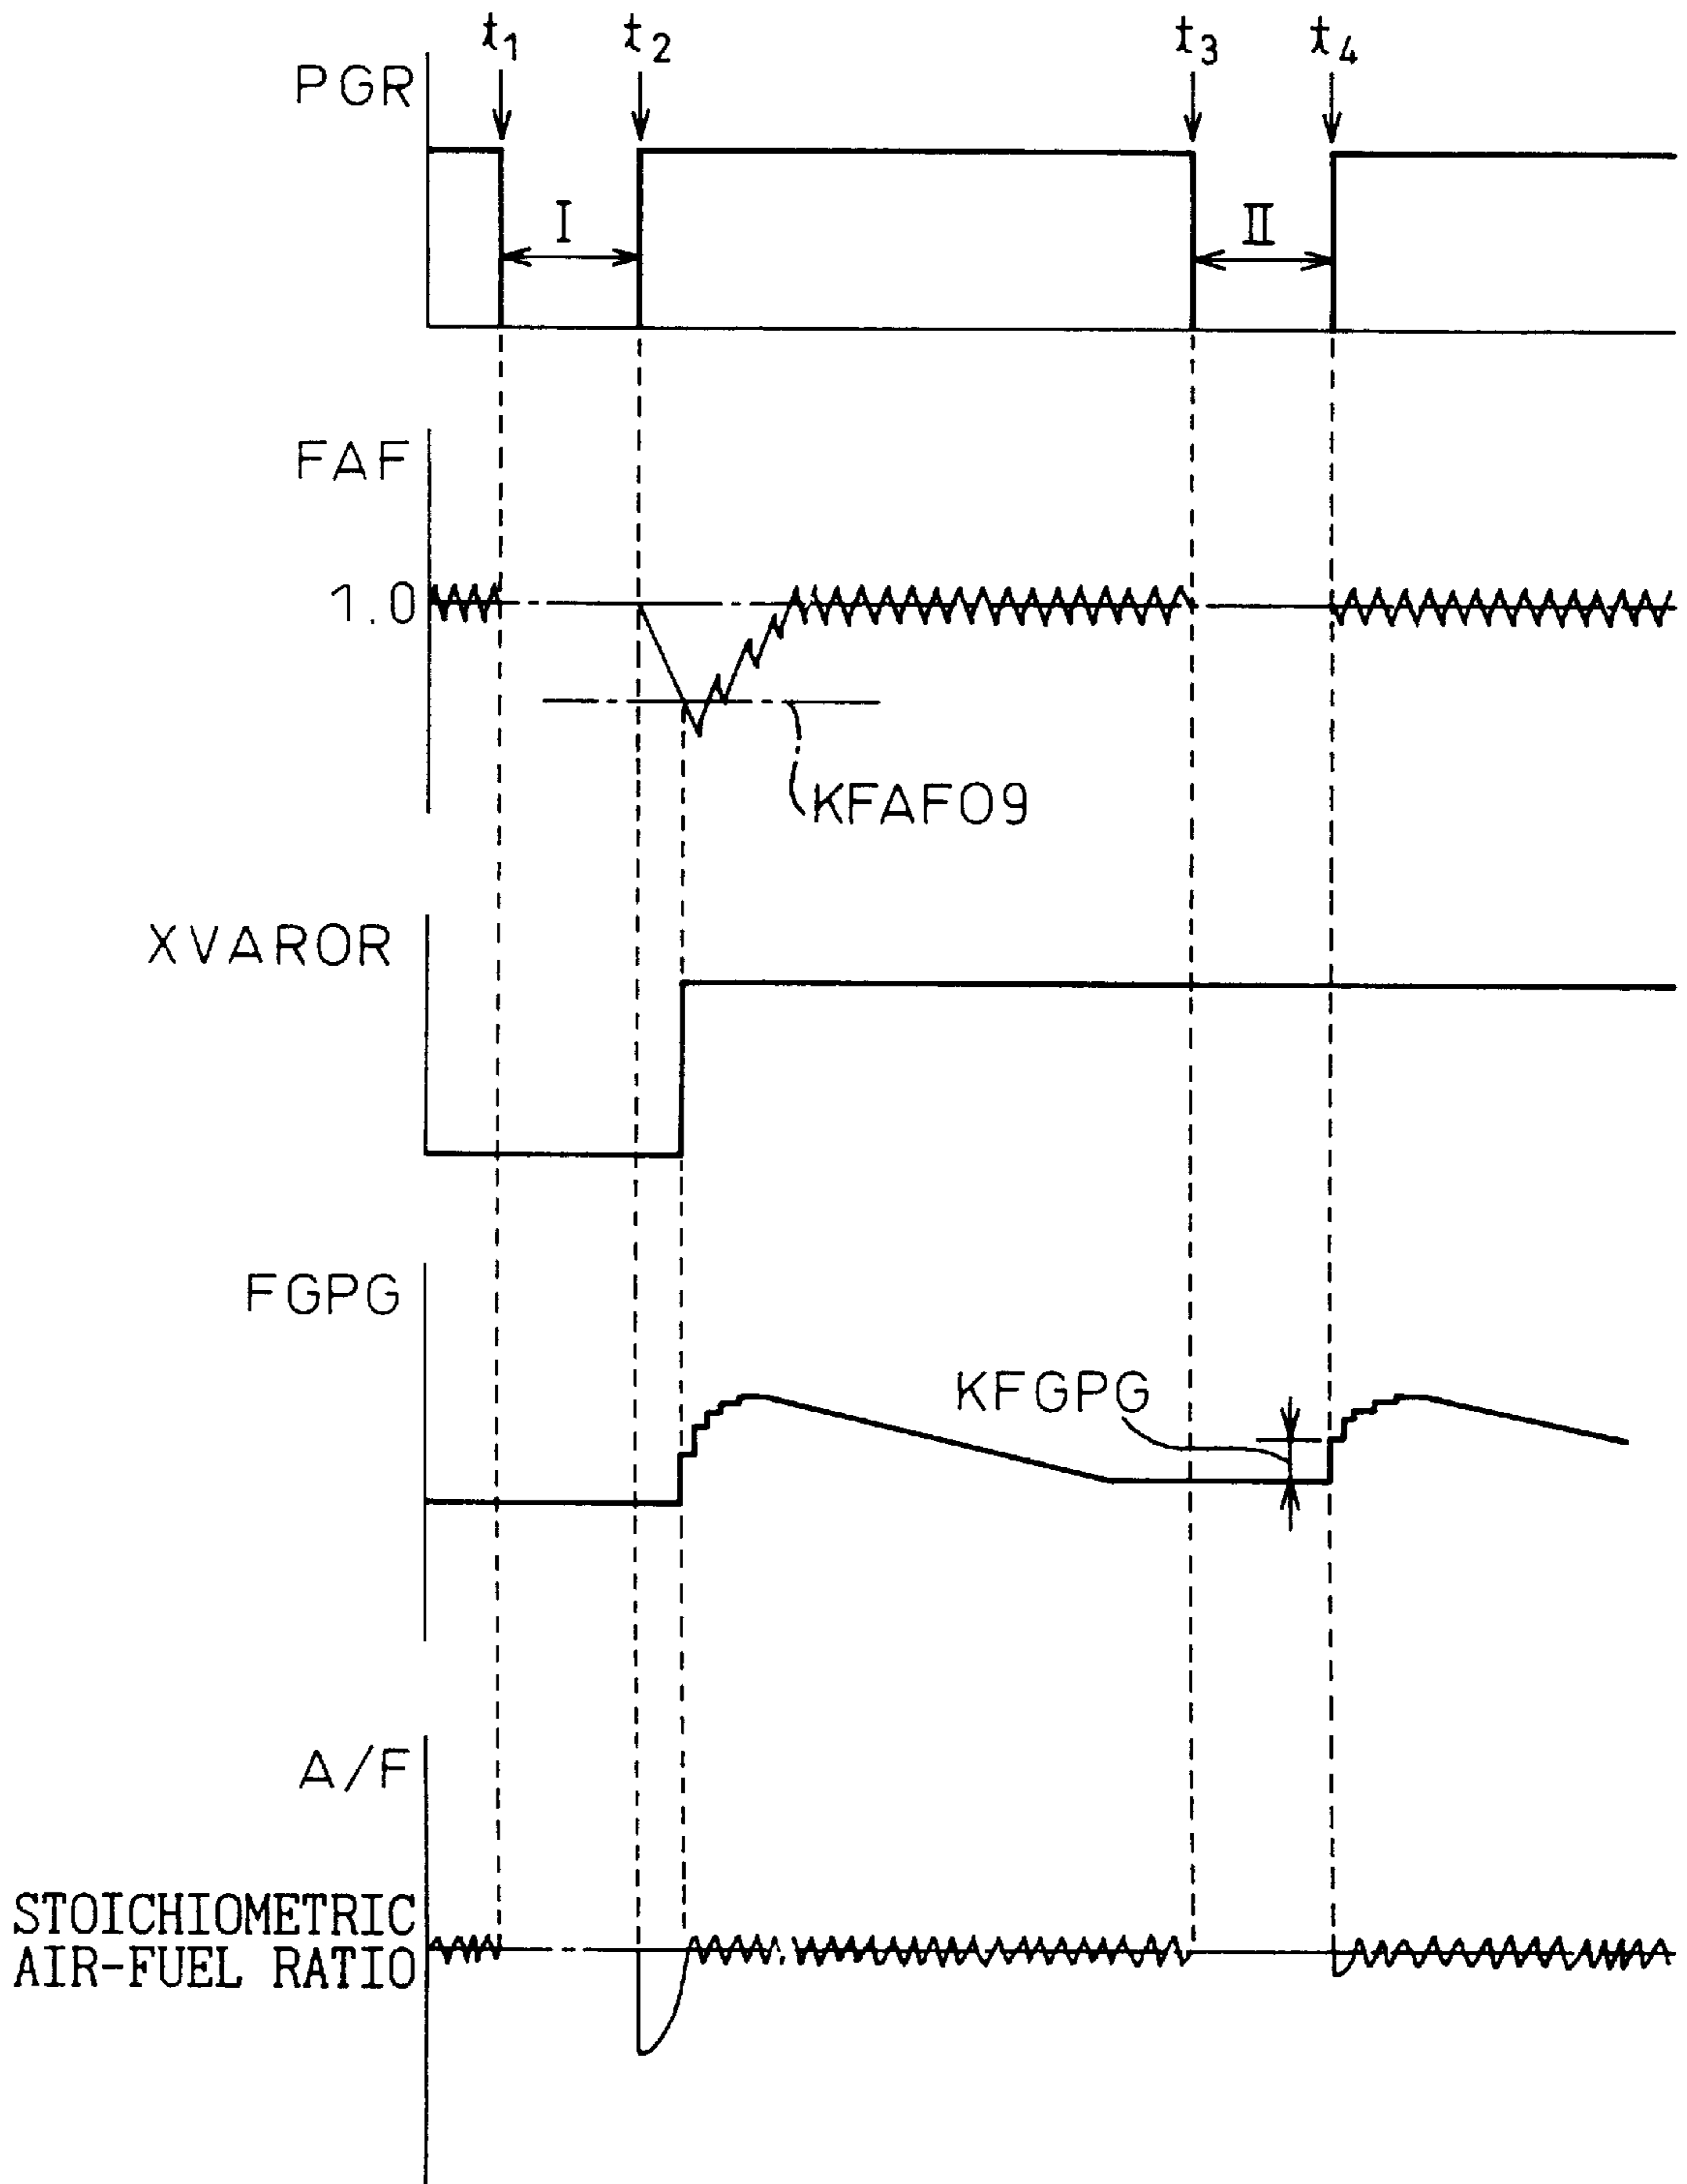 t1 t2 t3 t4
PGR
I II
FAF
1.0
KFAF09
XVAROR
FGPG
KFGPG
A/F
STOICHIOMETRIC
AIR-FUEL RATIO